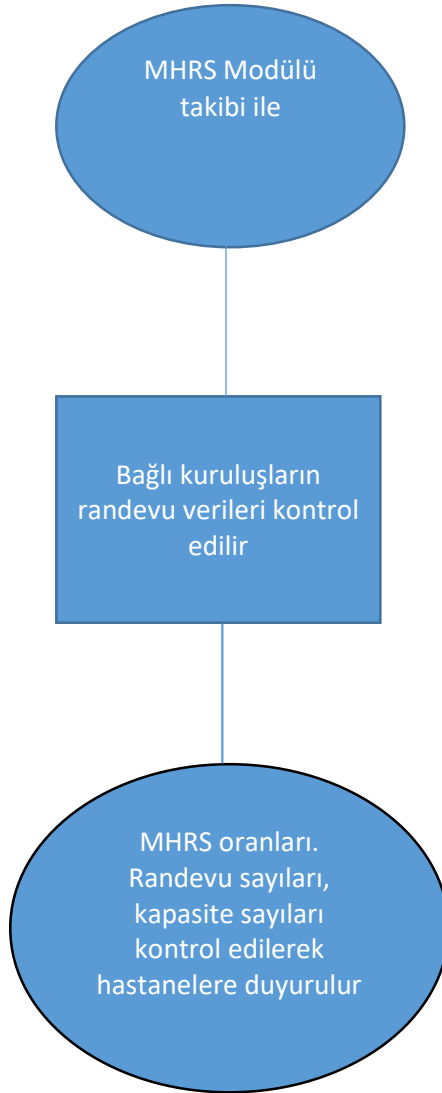 MHRS Modülü
takibi ile
Bağlı kuruluşların
randevu verileri kontrol
edilir
MHRS oranları.
Randevu sayıları,
kapasite sayıları
kontrol edilerek
hastanelere duyurulur